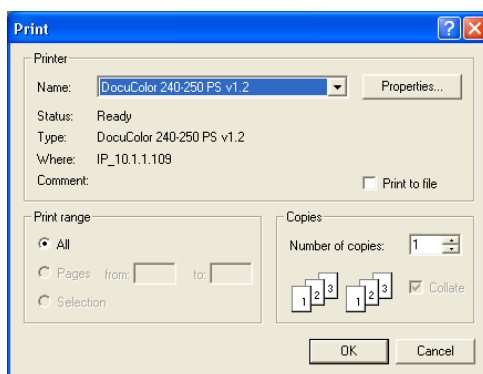 Print
Printer
Name: DocuColor 240-250 PS v1.2 Properties...
Status: Ready
Type: DocuColor 240-250 PS v1.2
Where: IP_10.1.1.109
Comment:
Print to file
Print range
All
Pages from: to:
Selection
Copies
Number of copies: 1
1 2 3 1 2 3
Collate
OK Cancel